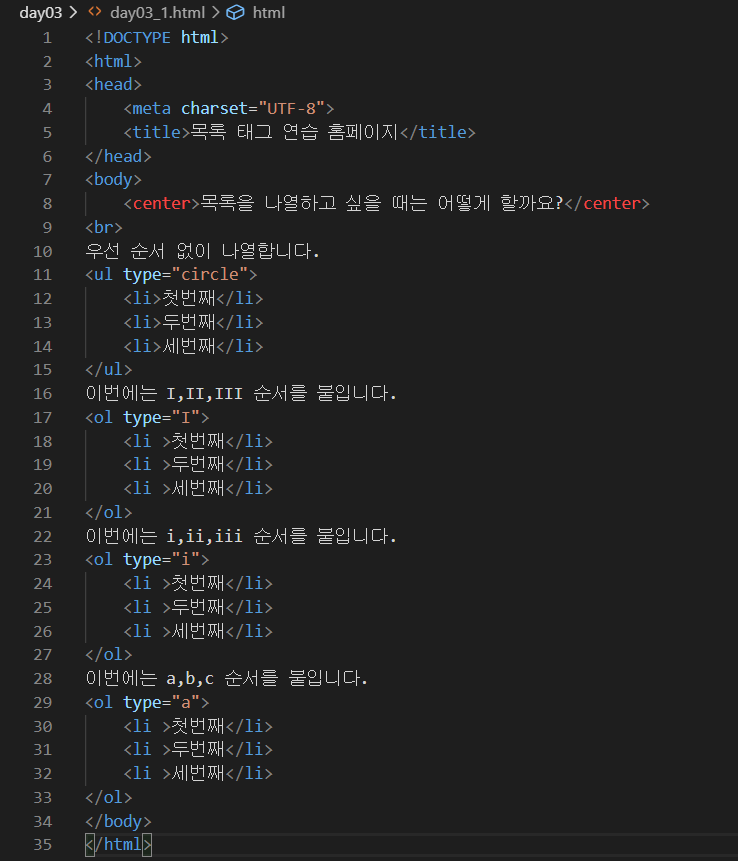 day03 > <> day03_1.html > html
1 <!DOCTYPE html>
2 <html>
3 <head>
4     <meta charset="UTF-8">
5     <title>목록 태그 연습 홈페이지</title>
6 </head>
7 <body>
8     <center>목록을 나열하고 싶을 때는 어떻게 할까요?</center>
9 <br>
10 우선 순서 없이 나열합니다.
11 <ul type="circle">
12     <li>첫번째</li>
13     <li>두번째</li>
14     <li>세번째</li>
15 </ul>
16 이번에는 I,II,III 순서를 붙입니다.
17 <ol type="I">
18     <li >첫번째</li>
19     <li >두번째</li>
20     <li >세번째</li>
21 </ol>
22 이번에는 i,ii,iii 순서를 붙입니다.
23 <ol type="i">
24     <li >첫번째</li>
25     <li >두번째</li>
26     <li >세번째</li>
27 </ol>
28 이번에는 a,b,c 순서를 붙입니다.
29 <ol type="a">
30     <li >첫번째</li>
31     <li >두번째</li>
32     <li >세번째</li>
33 </ol>
34 </body>
35 </html>